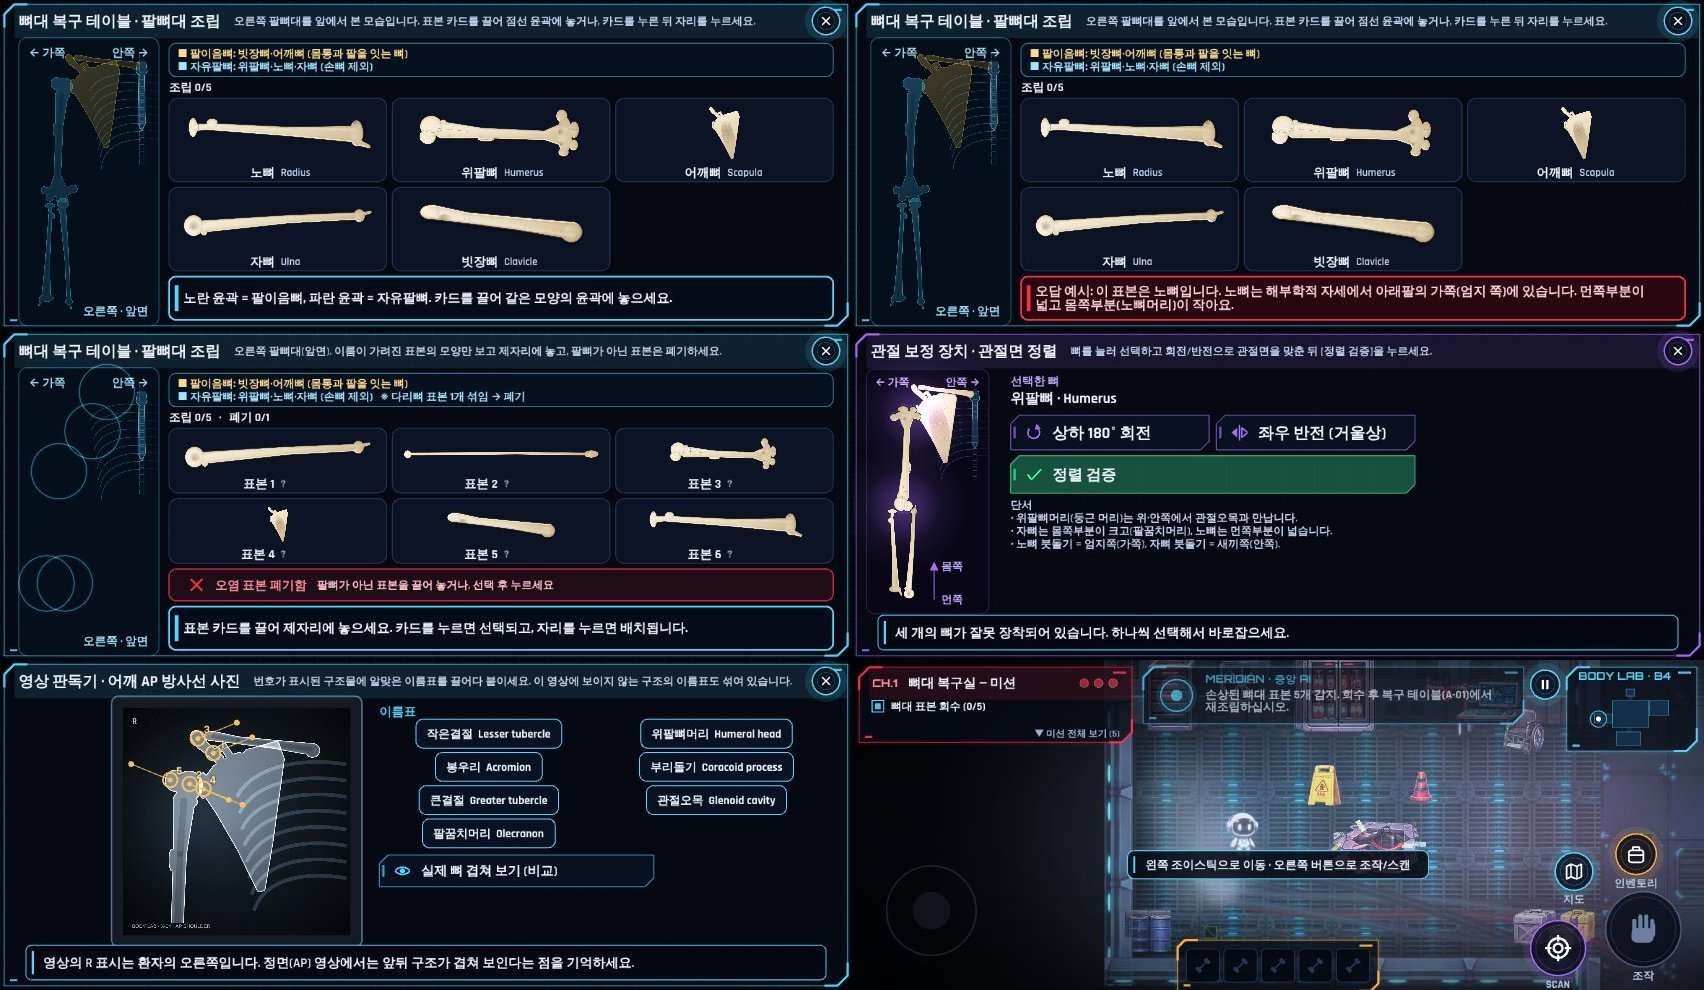 뼈대 복구 테이블 · 팔뼈대 조립
오른쪽 팔뼈대를 앞에서 본 모습입니다. 표본 카드를 끌어 점선 윤곽에 놓거나, 카드를 누른 뒤 자리를 누르세요.
← 가쪽 안쪽 →
팔이음뼈: 빗장뼈·어깨뼈 (몸통과 팔을 잇는 뼈)
자유팔뼈: 위팔뼈·노뼈·자뼈 (손뼈 제외)
조립 0/5
노뼈 Radius
위팔뼈 Humerus
어깨뼈 Scapula
자뼈 Ulna
빗장뼈 Clavicle
오른쪽 · 앞면
노란 윤곽 = 팔이음뼈, 파란 윤곽 = 자유팔뼈. 카드를 끌어 같은 모양의 윤곽에 놓으세요.
뼈대 복구 테이블 · 팔뼈대 조립
오른쪽 팔뼈대를 앞에서 본 모습입니다. 표본 카드를 끌어 점선 윤곽에 놓거나, 카드를 누른 뒤 자리를 누르세요.
← 가쪽 안쪽 →
팔이음뼈: 빗장뼈·어깨뼈 (몸통과 팔을 잇는 뼈)
자유팔뼈: 위팔뼈·노뼈·자뼈 (손뼈 제외)
조립 0/5
노뼈 Radius
위팔뼈 Humerus
어깨뼈 Scapula
자뼈 Ulna
빗장뼈 Clavicle
오른쪽 · 앞면
오답 예시: 이 표본은 노뼈입니다. 노뼈는 해부학적 자세에서 아래팔의 가쪽(엄지 쪽)에 있습니다. 먼쪽부분이
넓고 몸쪽부분(노뼈머리)이 작아요.
뼈대 복구 테이블 · 팔뼈대 조립
오른쪽 팔뼈대(앞면). 이름이 가려진 표본의 모양만 보고 제자리에 놓고, 팔뼈가 아닌 표본은 폐기하세요.
← 가쪽 안쪽 →
팔이음뼈: 빗장뼈·어깨뼈 (몸통과 팔을 잇는 뼈)
자유팔뼈: 위팔뼈·노뼈·자뼈 (손뼈 제외) ※ 다리뼈 표본 1개 섞임 → 폐기
조립 0/5 · 폐기 0/1
표본 1 ?
표본 2 ?
표본 3 ?
표본 4 ?
표본 5 ?
표본 6 ?
오염 표본 폐기함 팔뼈가 아닌 표본을 끌어 놓거나, 선택 후 누르세요
오른쪽 · 앞면
표본 카드를 끌어 제자리에 놓으세요. 카드를 누르면 선택되고, 자리를 누르면 배치됩니다.
관절 보정 장치 · 관절면 정렬
뼈를 눌러 선택하고 회전/반전으로 관절면을 맞춘 뒤 [정렬 검증]을 누르세요.
← 가쪽 안쪽 →
선택한 뼈
위팔뼈 · Humerus
상하 180° 회전
좌우 반전 (거울상)
정렬 검증
단서
· 위팔뼈머리(둥근 머리)는 위·안쪽에서 관절오목과 만납니다.
· 자뼈는 몸쪽부분이 크고(팔꿈치머리), 노뼈는 먼쪽부분이 넓습니다.
· 노뼈 붓돌기 = 엄지쪽(가쪽), 자뼈 붓돌기 = 새끼쪽(안쪽).
몸쪽
먼쪽
세 개의 뼈가 잘못 장착되어 있습니다. 하나씩 선택해서 바로잡으세요.
영상 판독기 · 어깨 AP 방사선 사진
번호가 표시된 구조물에 알맞은 이름표를 끌어다 붙이세요. 이 영상에 보이지 않는 구조의 이름표도 섞여 있습니다.
R
3
5
4
이름표
작은결절 Lesser tubercle
위팔뼈머리 Humeral head
봉우리 Acromion
부리돌기 Coracoid process
큰결절 Greater tubercle
관절오목 Glenoid cavity
팔꿈치머리 Olecranon
실제 뼈 겹쳐 보기 (비교)
영상의 R 표시는 환자의 오른쪽입니다. 정면(AP) 영상에서는 앞뒤 구조가 겹쳐 보인다는 점을 기억하세요.
CH.1 뼈대 복구실 – 미션
뼈대 표본 회수 (0/5)
▼ 미션 전체 보기 (5)
MERIDIAN · 중앙 AI
손상된 뼈대 표본 5개 감지. 회수 후 복구 테이블(A-01)에서
재조립하십시오.
BODY LAB · B4
왼쪽 조이스틱으로 이동 · 오른쪽 버튼으로 조작/스캔
지도
인벤토리
SCAN
조작